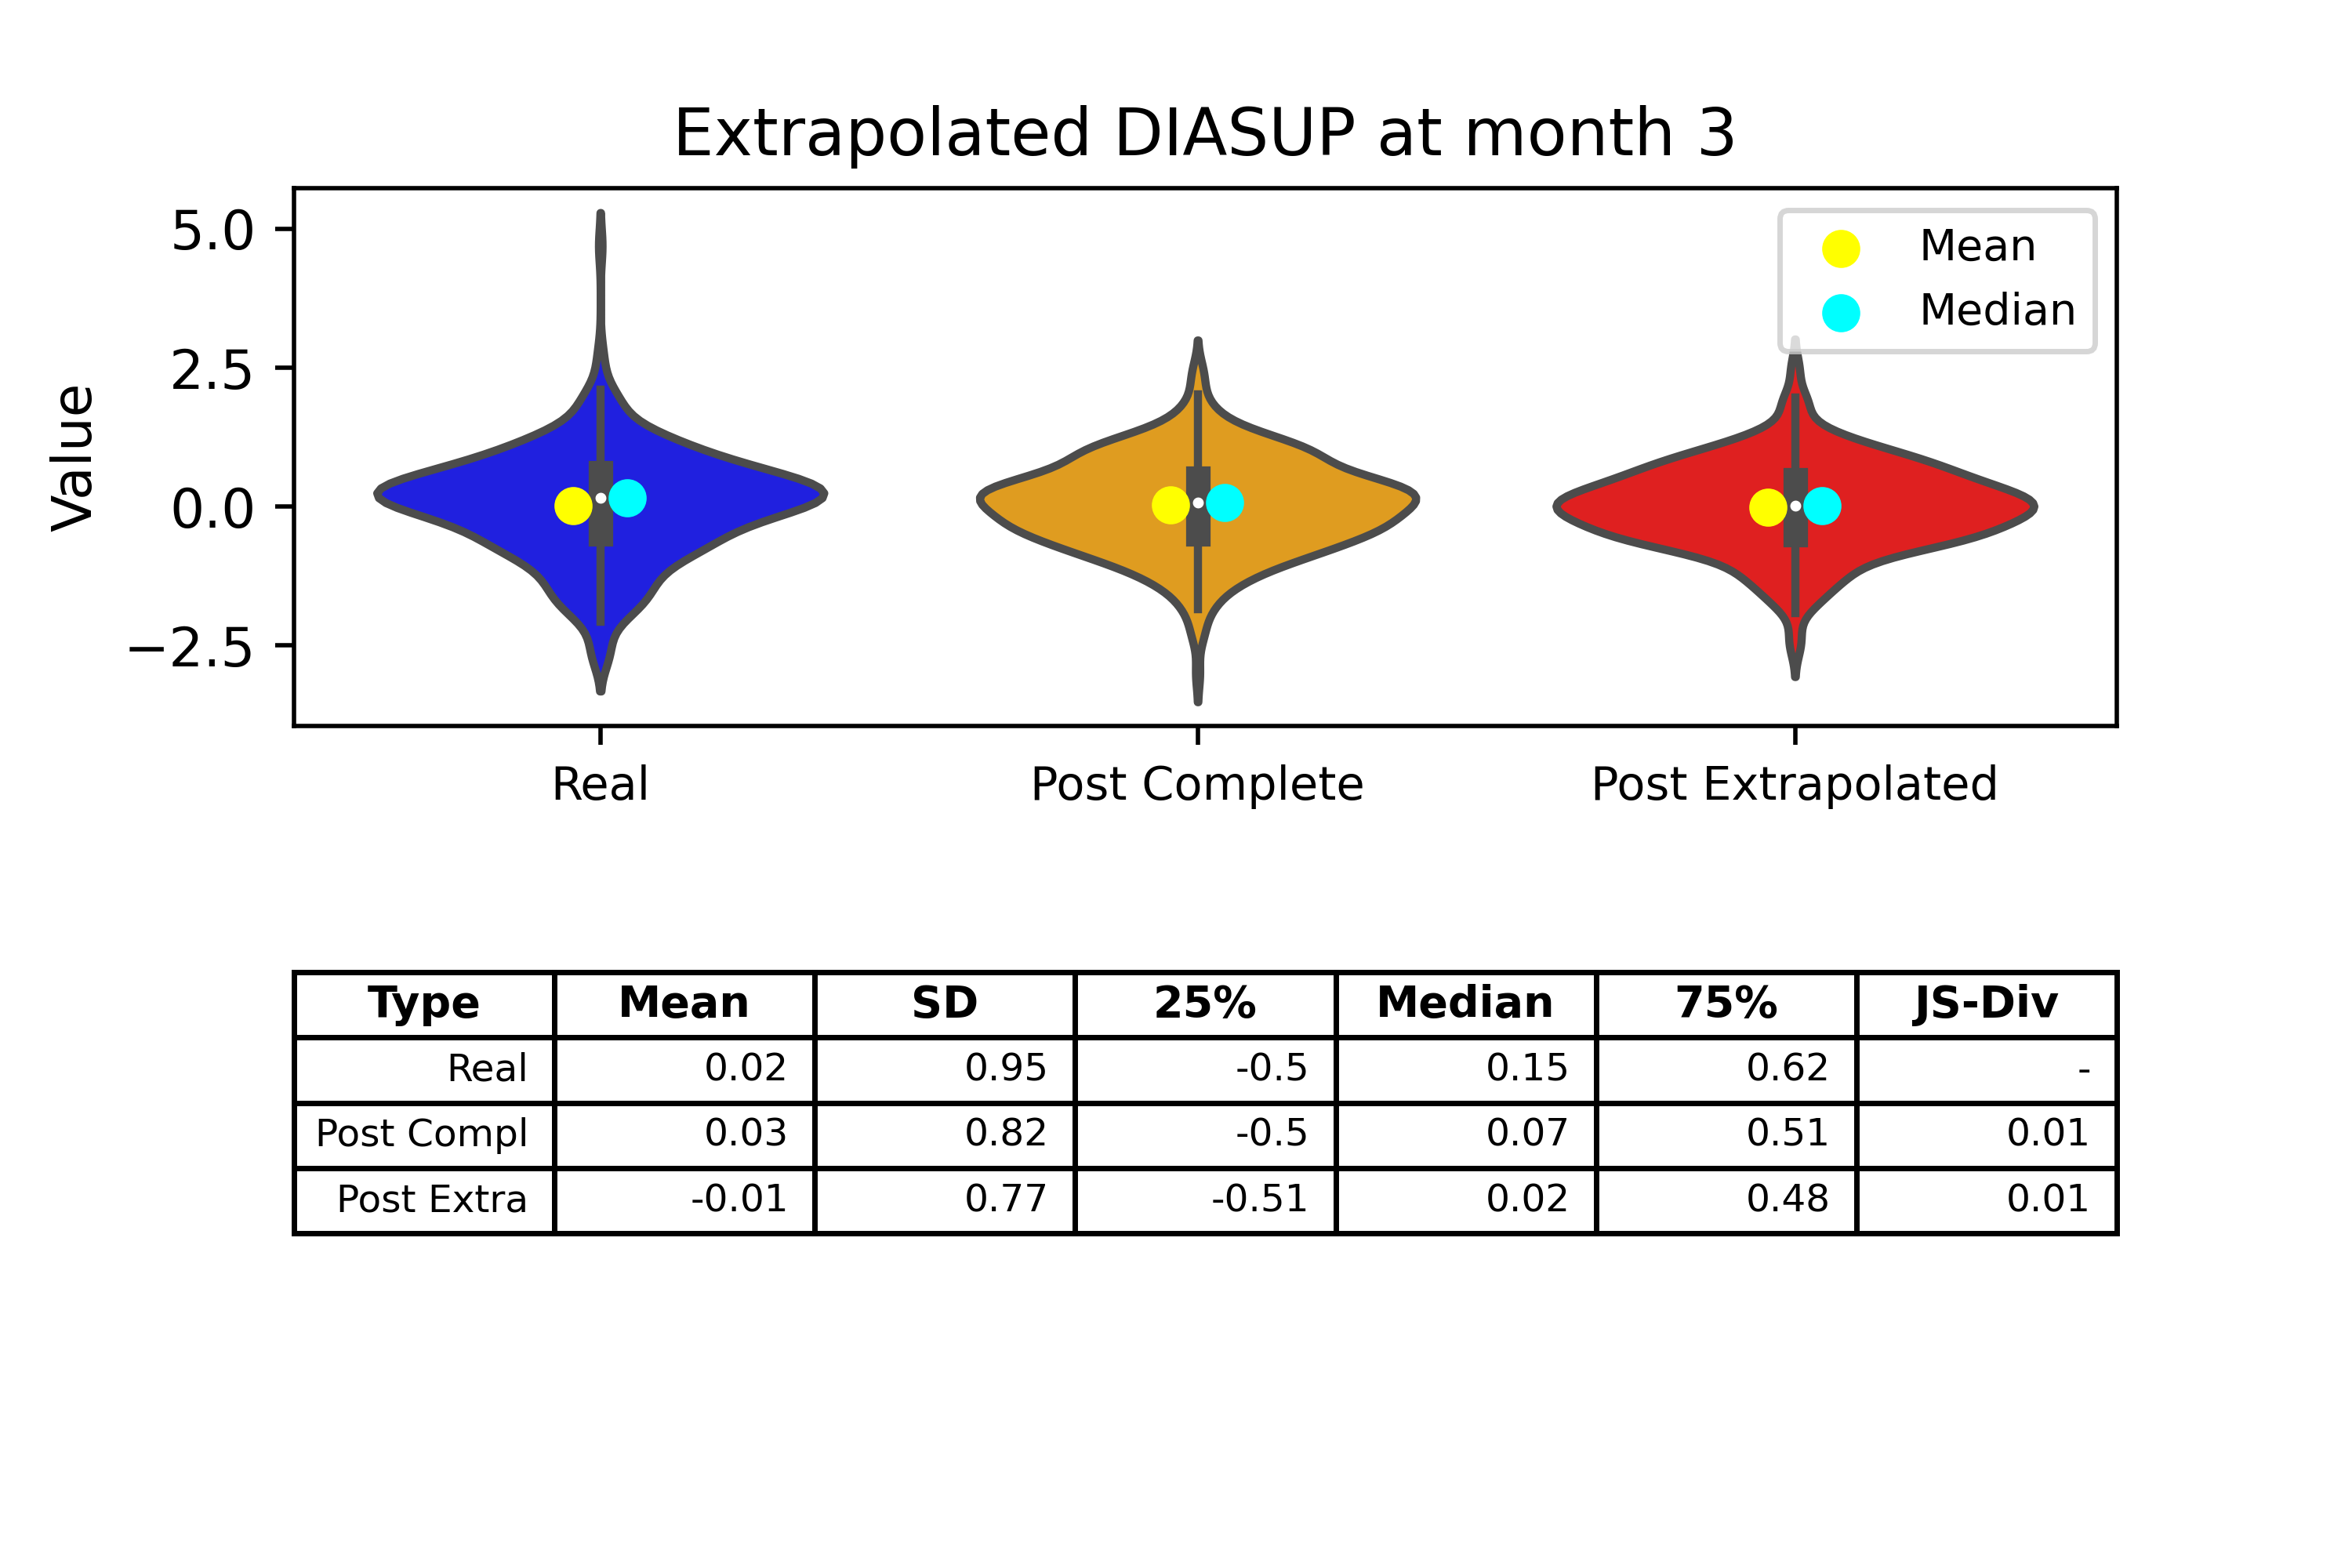 Extrapolated DIASUP at month 3
Value
5.0
2.5
0.0
−2.5
Mean
Median
Real Post Complete Post Extrapolated
Type Mean SD 25% Median 75% JS-Div
Real 0.02 0.95 -0.5 0.15 0.62 -
Post Compl 0.03 0.82 -0.5 0.07 0.51 0.01
Post Extra -0.01 0.77 -0.51 0.02 0.48 0.01